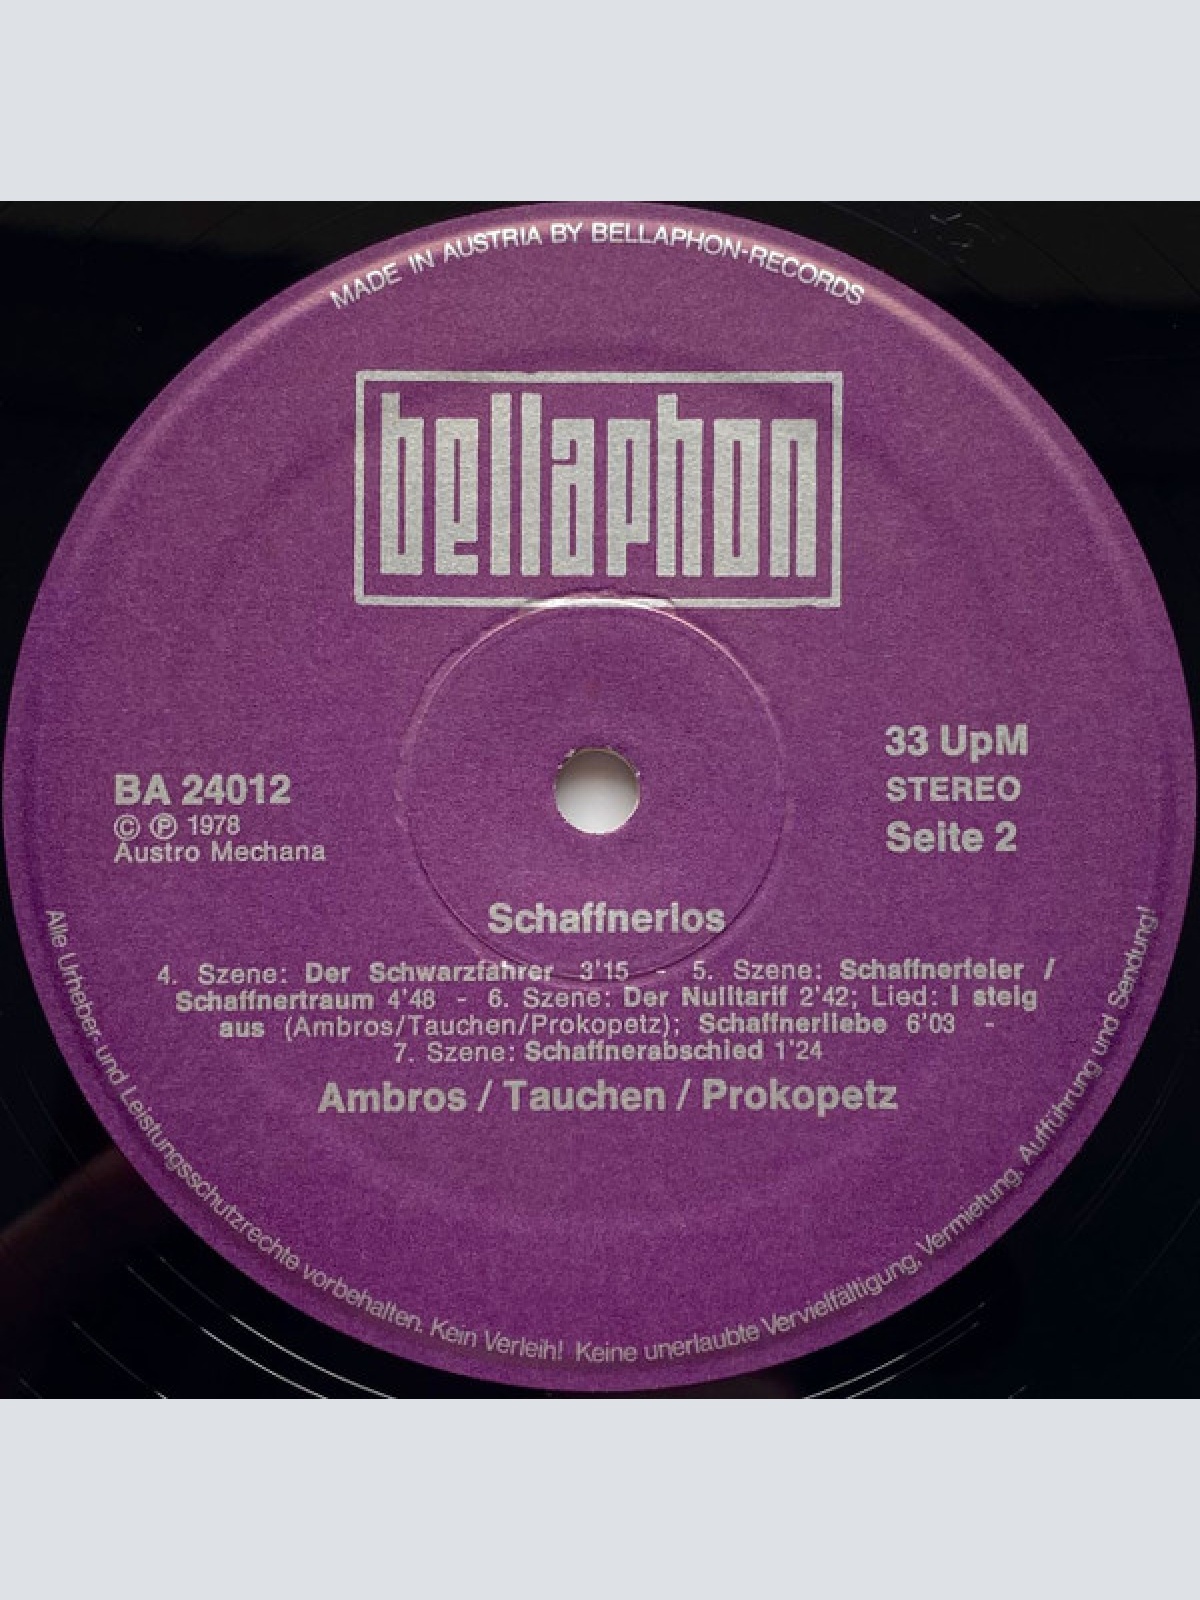 MADE IN AUSTRIA BY BELLAPHON-RECORDS
bellaphon
33 UpM
STEREO
Seite 2
BA 24012
© ℗ 1978
Austro Mechana
Schaffnerlos
4. Szene: Der Schwarzfahrer 3'15 - 5. Szene: Schaffnerfeier /
Schaffnertraum 4'48 - 6. Szene: Der Nulltarif 2'42; Lied: I steig
aus (Ambros/Tauchen/Prokopetz); Schaffnerliebe 6'03 -
7. Szene: Schaffnerabschied 1'24
Ambros / Tauchen / Prokopetz
Alle Urheber- und Leistungsschutzrechte vorbehalten. Kein Verleih! Keine unerlaubte Vervielfältigung, Vermietung, Aufführung und Sendung!